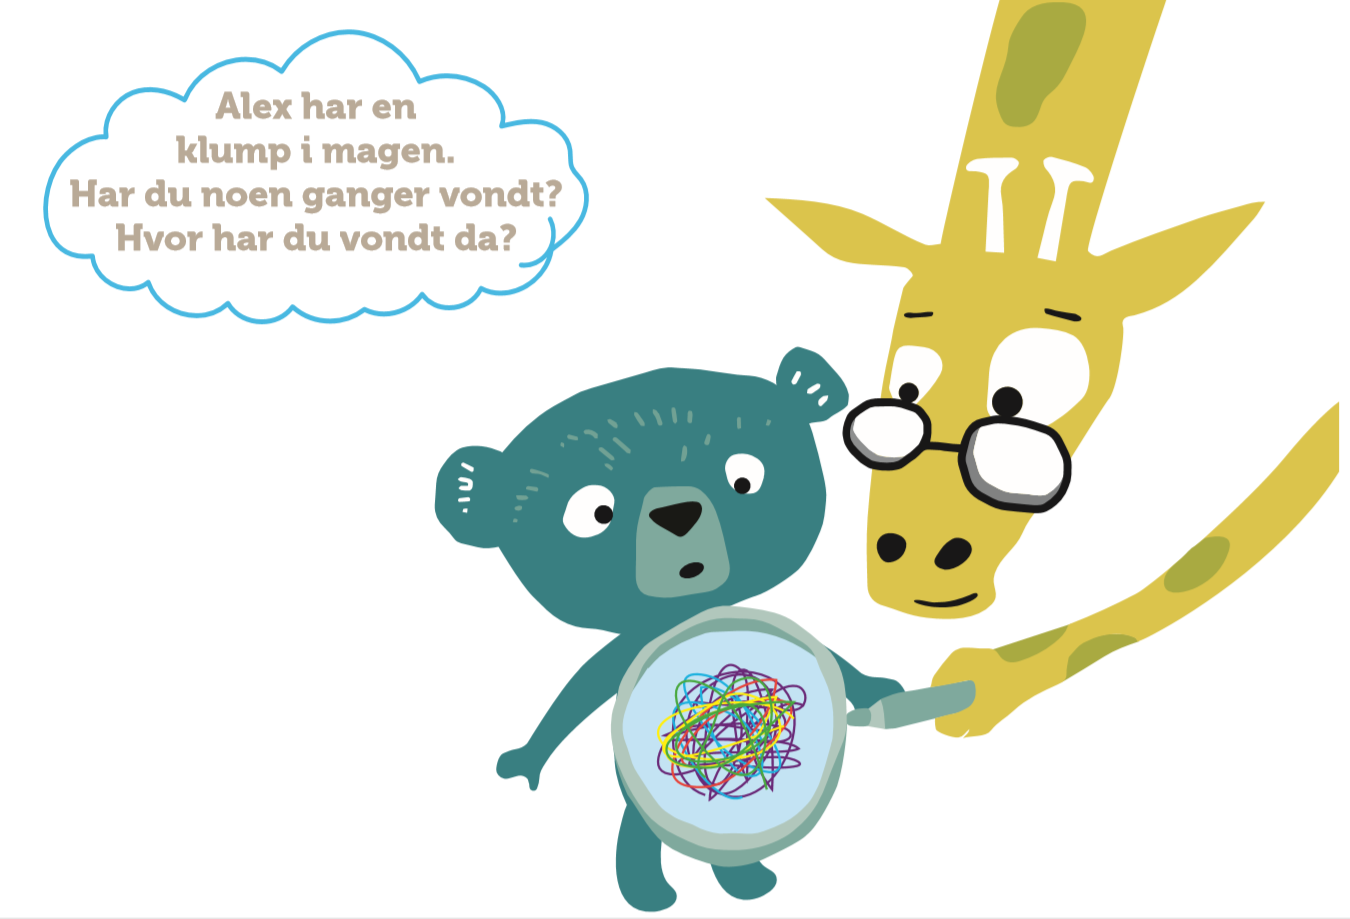 Alex har en
klump i magen.
Har du noen ganger vondt?
Hvor har du vondt da?